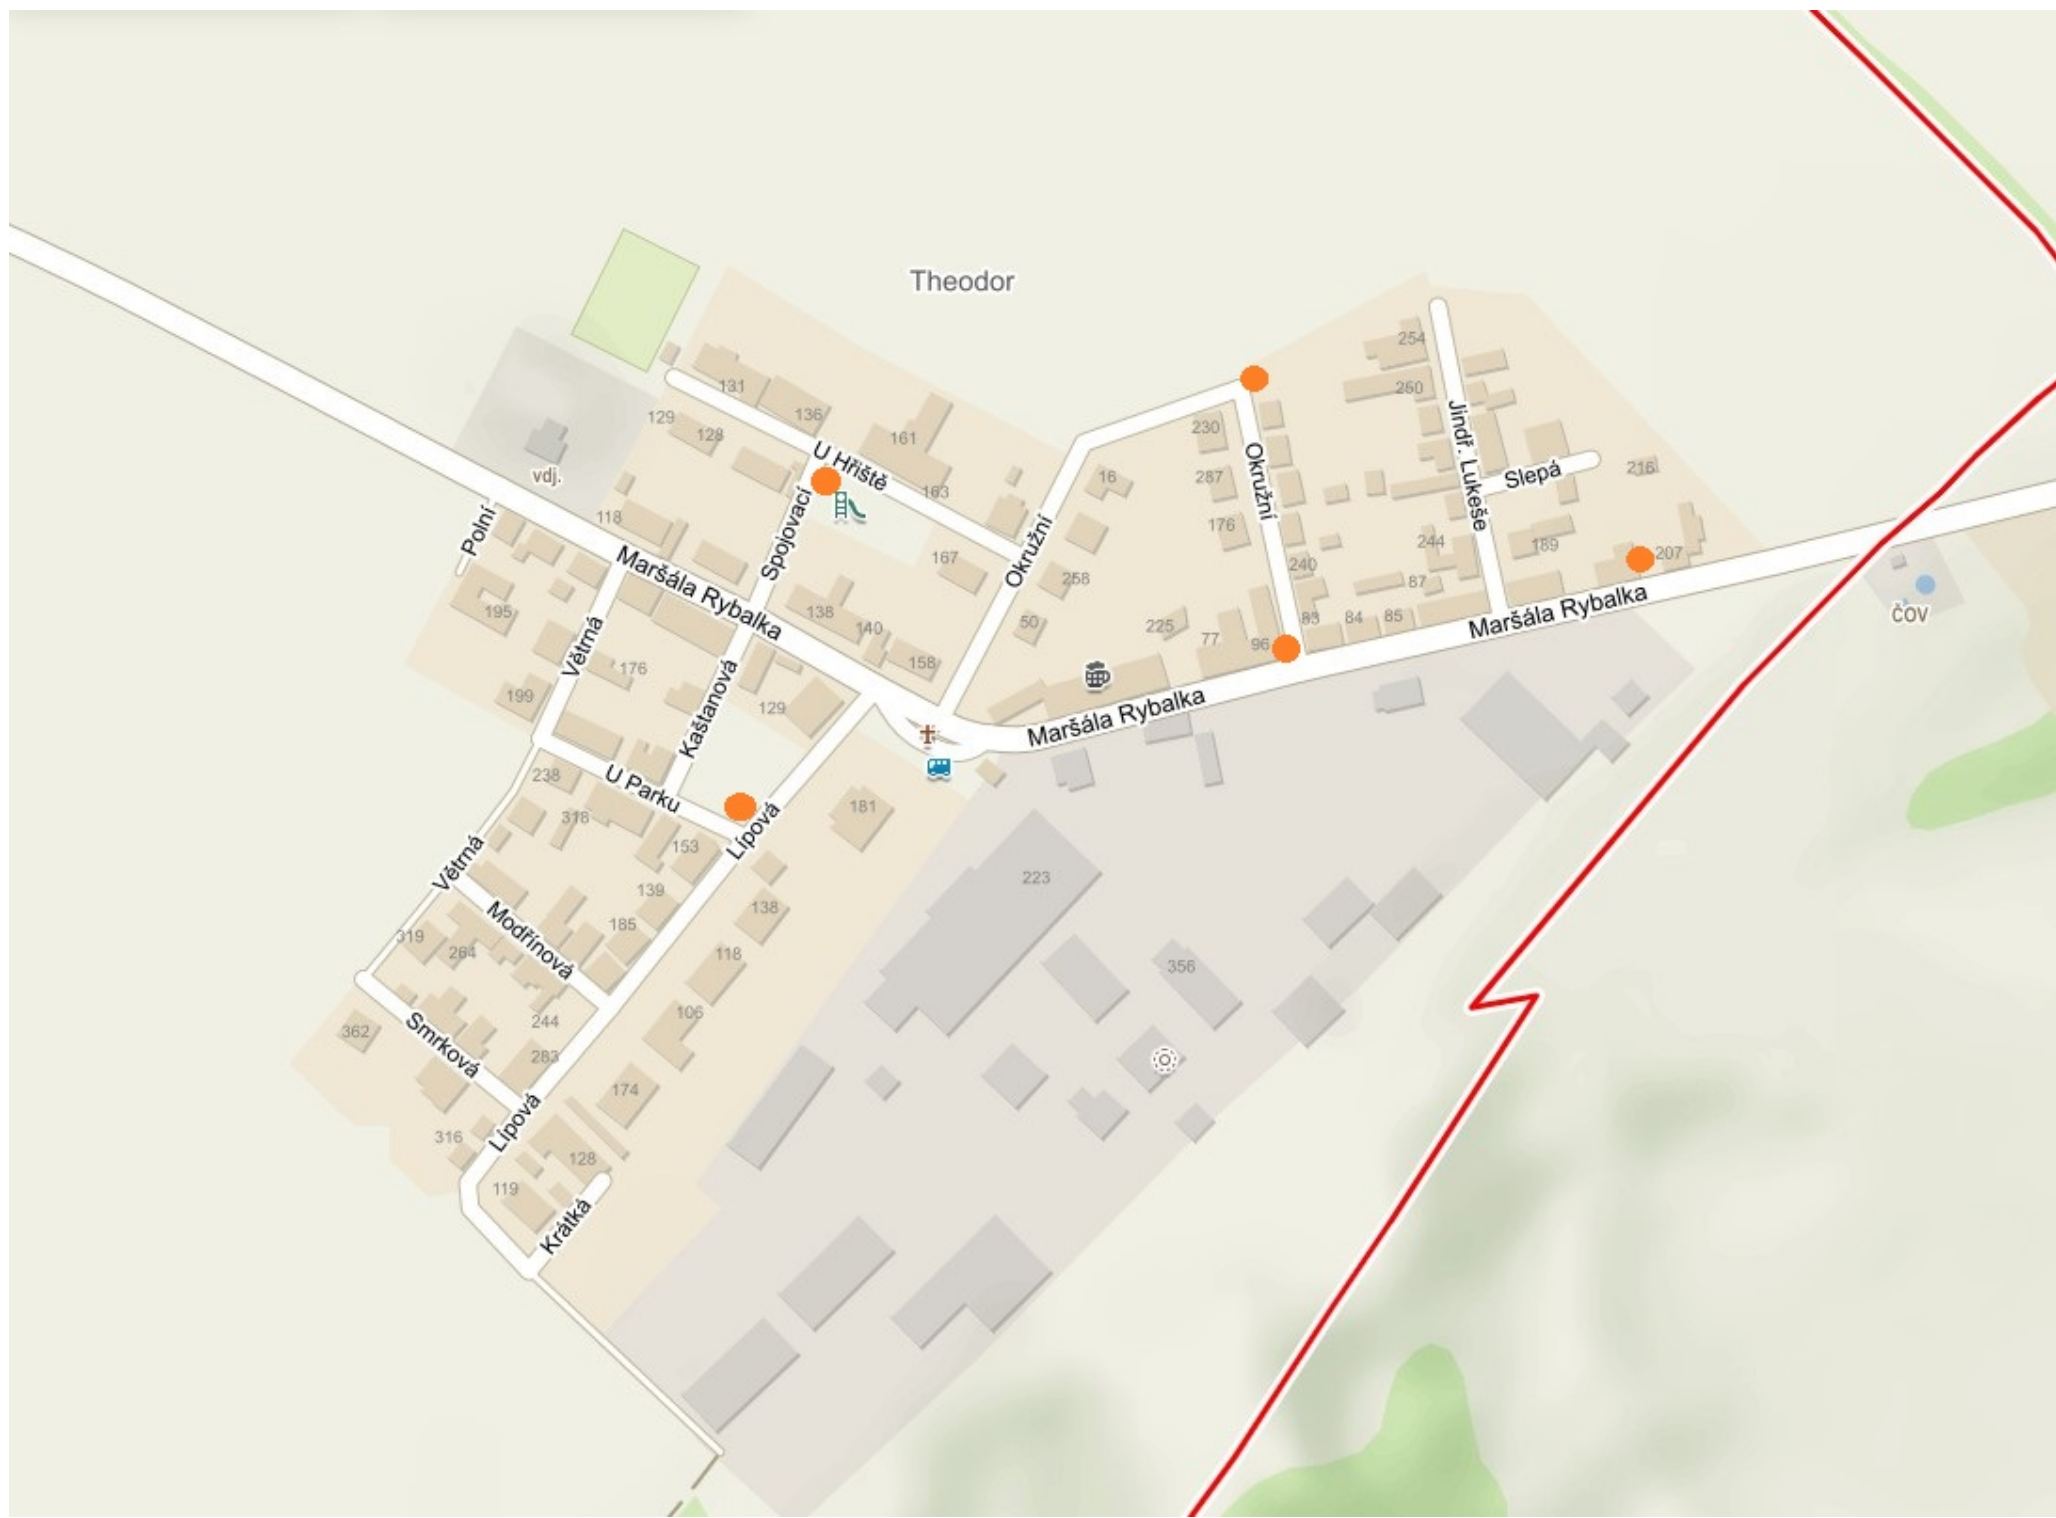 Theodor
254
131
260
136
129
128
161
230
U Hřiště
Jindř. Lukeše
vdj.
16
287
Okružní
Slepá
216
163
118
Polní
Spojovací
Okružní
176
244
189
207
167
258
240
87
Maršála Rybalka
195
138
140
50
225
77
96
83
84
85
Maršála Rybalka
ČOV
Větrná
176
158
199
Kaštanová
129
Maršála Rybalka
238
U Parku
318
181
Lípová
153
Větrná
139
223
138
185
319
264
Modřínová
118
356
106
362
Smrková
244
283
174
Lípová
316
128
119
Krátká